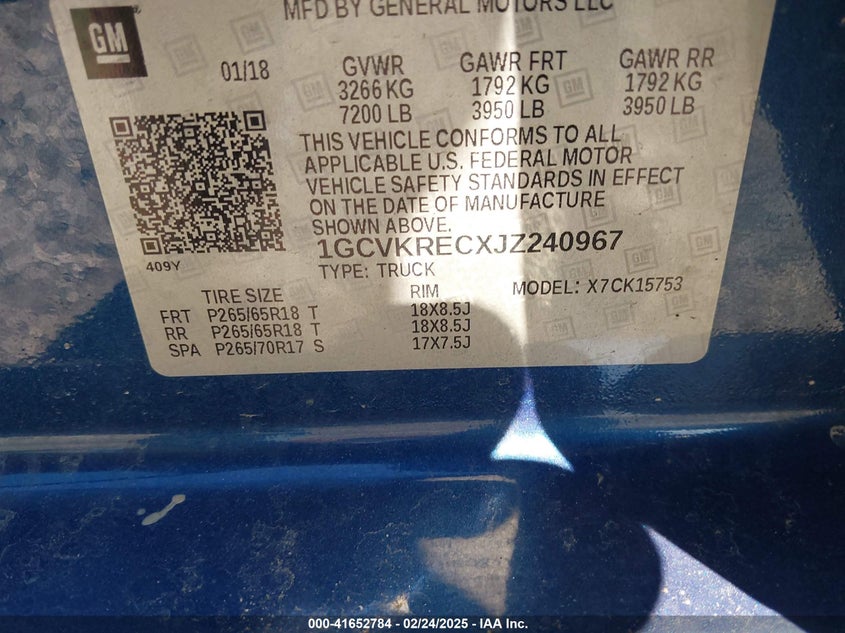 MFD BY GENERAL MOTORS LLC
GM
01/18 GVWR GAWR FRT GAWR RR
3266 KG 1792 KG 1792 KG
7200 LB 3950 LB 3950 LB
THIS VEHICLE CONFORMS TO ALL
APPLICABLE U.S. FEDERAL MOTOR
VEHICLE SAFETY STANDARDS IN EFFECT
ON THE DATE OF MANUFACTURE
SHOWN ABOVE.
1GCVKRECXJZ240967
409Y
TYPE: TRUCK MODEL: X7CK15753
TIRE SIZE RIM
FRT P265/65R18 T 18X8.5J
RR P265/65R18 T 18X8.5J
SPA P265/70R17 S 17X7.5J
000-41652784 - 02/24/2025 - IAA Inc.